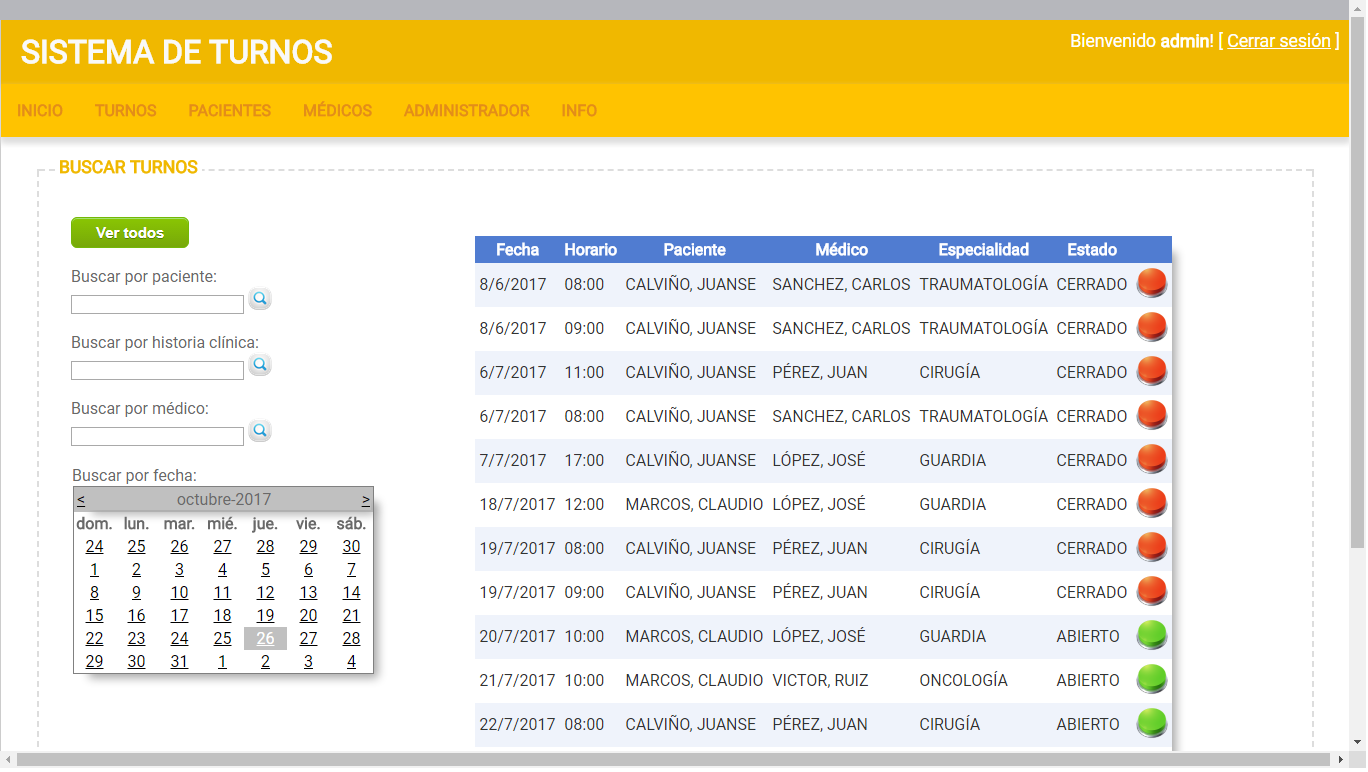 SISTEMA DE TURNOS
Bienvenido admin! [ Cerrar sesión ]
INICIO TURNOS PACIENTES MÉDICOS ADMINISTRADOR INFO
BUSCAR TURNOS
Ver todos
Buscar por paciente:
Buscar por historia clínica:
Buscar por médico:
Buscar por fecha:
< octubre-2017 >
dom. lun. mar. mié. jue. vie. sáb.
24 25 26 27 28 29 30
1 2 3 4 5 6 7
8 9 10 11 12 13 14
15 16 17 18 19 20 21
22 23 24 25 26 27 28
29 30 31 1 2 3 4
Fecha Horario Paciente Médico Especialidad Estado
8/6/2017 08:00 CALVIÑO, JUANSE SANCHEZ, CARLOS TRAUMATOLOGÍA CERRADO
8/6/2017 09:00 CALVIÑO, JUANSE SANCHEZ, CARLOS TRAUMATOLOGÍA CERRADO
6/7/2017 11:00 CALVIÑO, JUANSE PÉREZ, JUAN CIRUGÍA CERRADO
6/7/2017 08:00 CALVIÑO, JUANSE SANCHEZ, CARLOS TRAUMATOLOGÍA CERRADO
7/7/2017 17:00 CALVIÑO, JUANSE LÓPEZ, JOSÉ GUARDIA CERRADO
18/7/2017 12:00 MARCOS, CLAUDIO LÓPEZ, JOSÉ GUARDIA CERRADO
19/7/2017 08:00 CALVIÑO, JUANSE PÉREZ, JUAN CIRUGÍA CERRADO
19/7/2017 09:00 CALVIÑO, JUANSE PÉREZ, JUAN CIRUGÍA CERRADO
20/7/2017 10:00 MARCOS, CLAUDIO LÓPEZ, JOSÉ GUARDIA ABIERTO
21/7/2017 10:00 MARCOS, CLAUDIO VICTOR, RUIZ ONCOLOGÍA ABIERTO
22/7/2017 08:00 CALVIÑO, JUANSE PÉREZ, JUAN CIRUGÍA ABIERTO